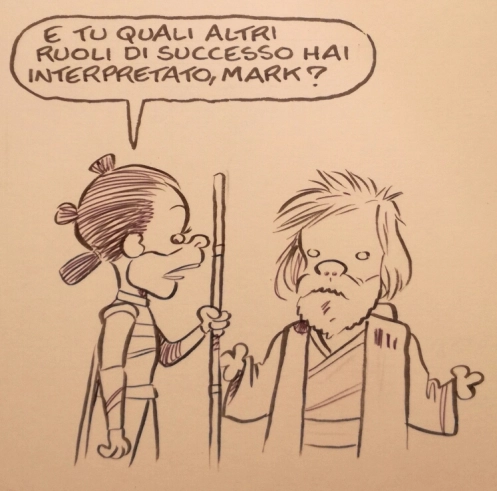 E TU QUALI ALTRI
RUOLI DI SUCCESSO HAI
INTERPRETATO, MARK?